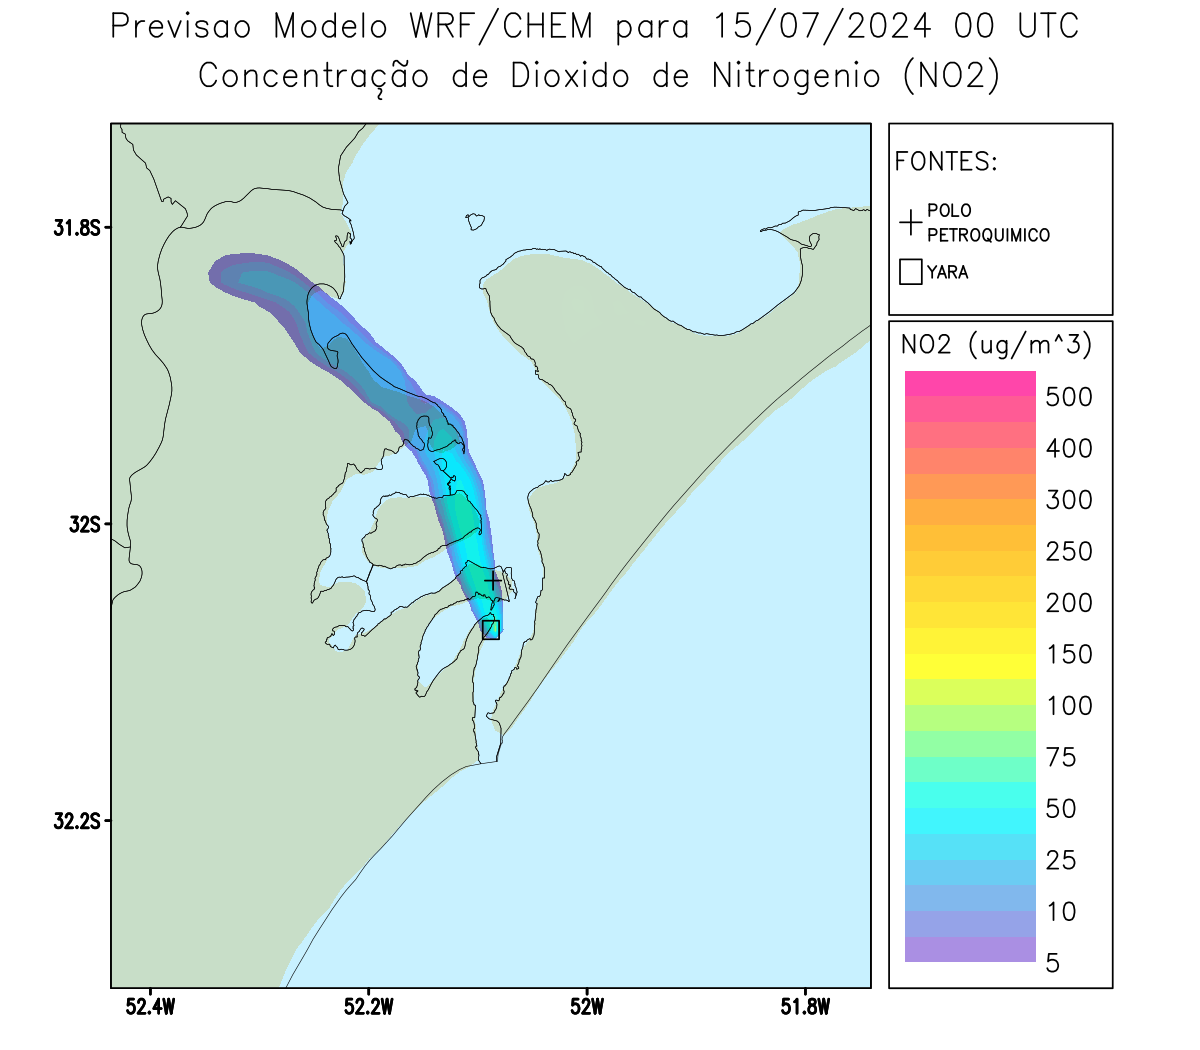 Previsao Modelo WRF/CHEM para 15/07/2024 00 UTC
Concentração de Dioxido de Nitrogenio (NO2)
FONTES:
POLO
PETROQUIMICO
YARA
NO2 (ug/m^3)
500
400
300
250
200
150
100
75
50
25
10
5
31.8S
32S
32.2S
52.4W
52.2W
52W
51.8W